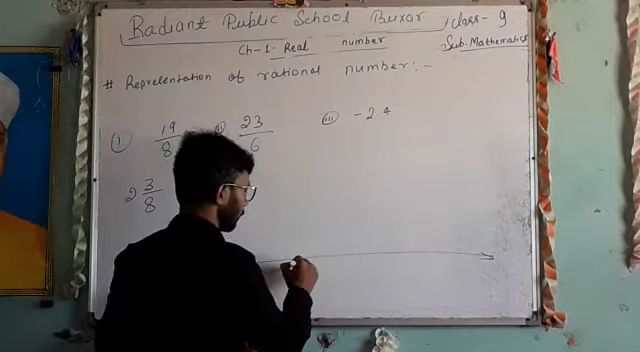 Radiant Public School Buxar, class - 9
Ch-1- Real number
Sub-Mathematics
# Representation of rational number:-
(i) 19/8 (ii) 23/6 (iii) -2.4
2 3/8